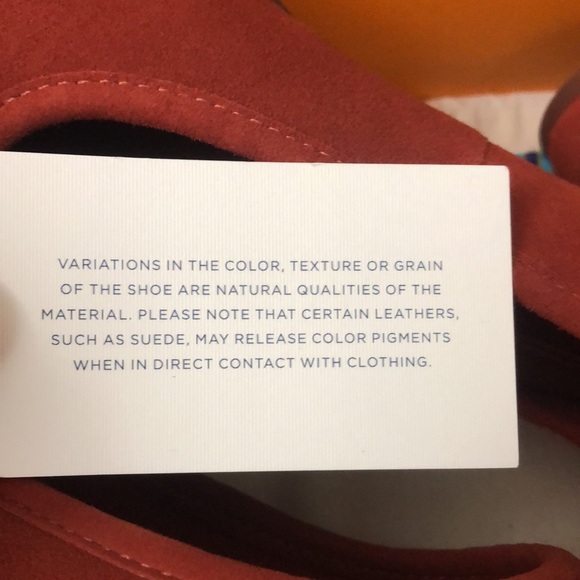 VARIATIONS IN THE COLOR, TEXTURE OR GRAIN
OF THE SHOE ARE NATURAL QUALITIES OF THE
MATERIAL. PLEASE NOTE THAT CERTAIN LEATHERS,
SUCH AS SUEDE, MAY RELEASE COLOR PIGMENTS
WHEN IN DIRECT CONTACT WITH CLOTHING.